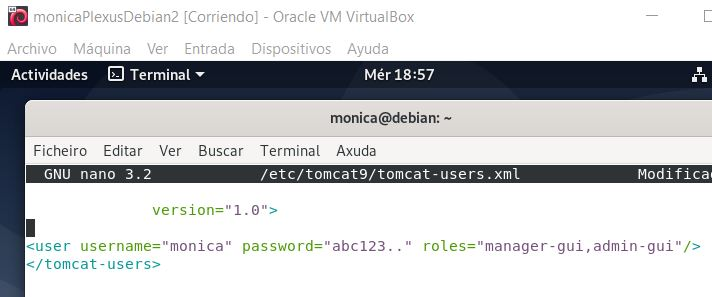 monicaPlexusDebian2 [Corriendo] - Oracle VM VirtualBox
Archivo Máquina Ver Entrada Dispositivos Ayuda
Actividades Terminal Mér 18:57
monica@debian: ~
Ficheiro Editar Ver Buscar Terminal Axuda
GNU nano 3.2 /etc/tomcat9/tomcat-users.xml Modificad
version="1.0">
<user username="monica" password="abc123.." roles="manager-gui,admin-gui"/>
</tomcat-users>